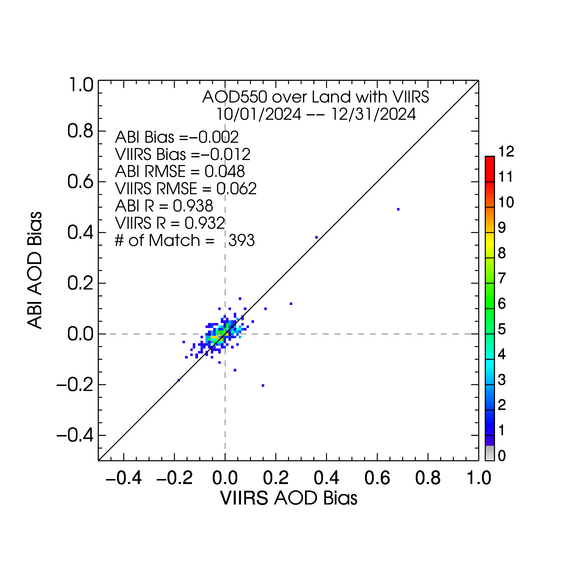 AOD550 over Land with VIIRS
10/01/2024 −− 12/31/2024
ABI Bias =−0.002
VIIRS Bias =−0.012
ABI RMSE = 0.048
VIIRS RMSE = 0.062
ABI R = 0.938
VIIRS R = 0.932
# of Match = 393
1.0
0.8
0.6
0.4
0.2
0.0
−0.2
−0.4
ABI AOD Bias
−0.4 −0.2 0.0 0.2 0.4 0.6 0.8 1.0
VIIRS AOD Bias
12
11
10
9
8
7
6
5
4
3
2
1
0